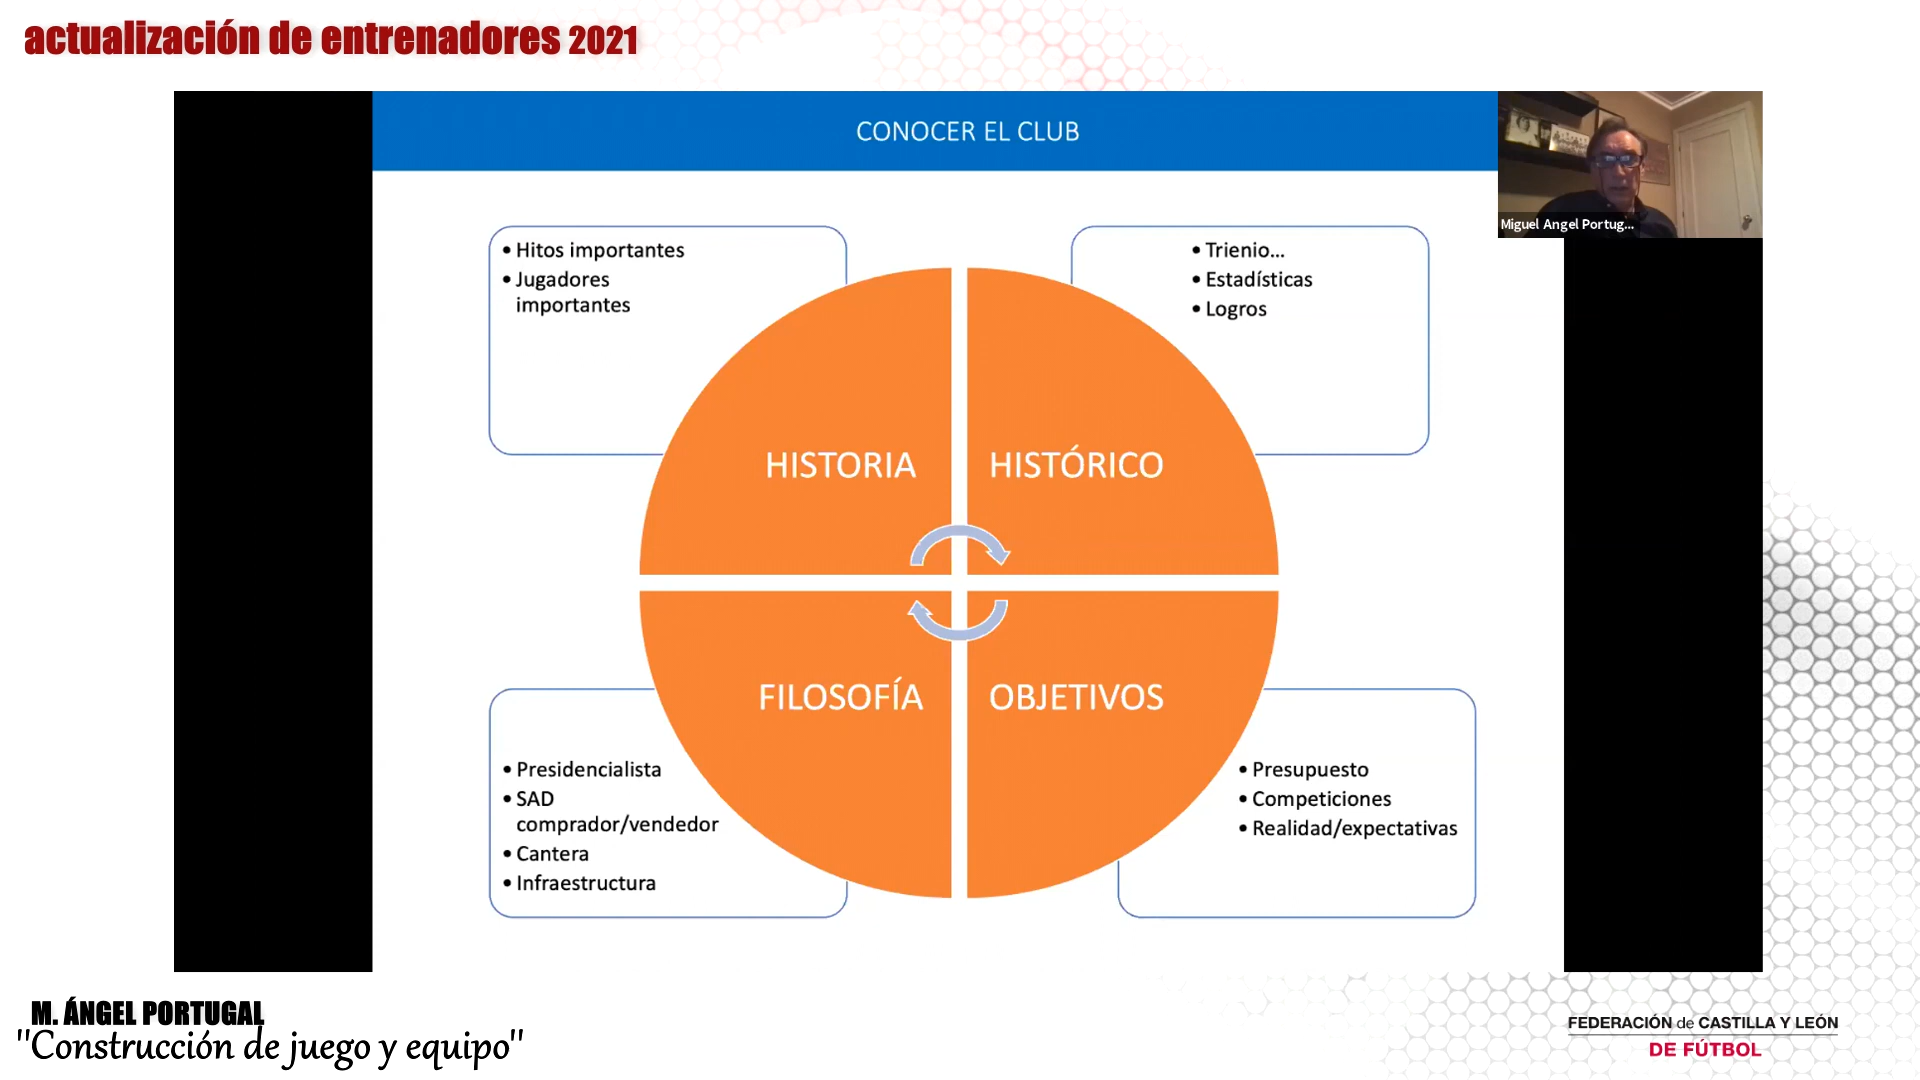 actualización de entrenadores 2021
CONOCER EL CLUB
Miguel Angel Portug...
• Hitos importantes
• Jugadores
importantes
• Trienio...
• Estadísticas
• Logros
HISTORIA
HISTÓRICO
FILOSOFÍA
OBJETIVOS
• Presidencialista
• SAD
comprador/vendedor
• Cantera
• Infraestructura
• Presupuesto
• Competiciones
• Realidad/expectativas
M. ÁNGEL PORTUGAL
"Construcción de juego y equipo"
FEDERACIÓN de CASTILLA Y LEÓN
DE FÚTBOL